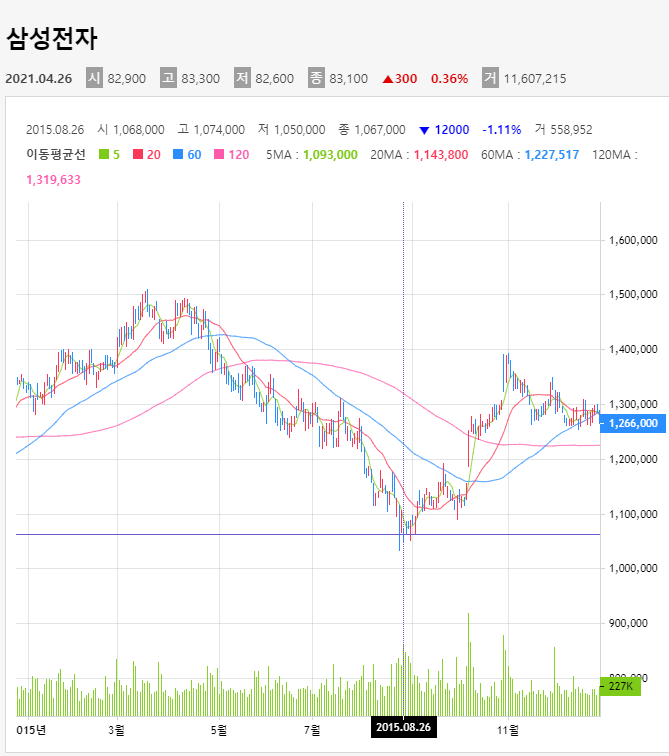 삼성전자
2021.04.26 시 82,900 고 83,300 저 82,600 종 83,100 ▲300 0.36% 거 11,607,215
2015.08.26 시 1,068,000 고 1,074,000 저 1,050,000 종 1,067,000 ▼ 12000 -1.11% 거 558,952
이동평균선 5 20 60 120 5MA : 1,093,000 20MA : 1,143,800 60MA : 1,227,517 120MA :
1,319,633
1,600,000
1,500,000
1,400,000
1,300,000
1,266,000
1,200,000
1,100,000
1,000,000
900,000
227K
015년 3월 5월 7월 2015.08.26 11월